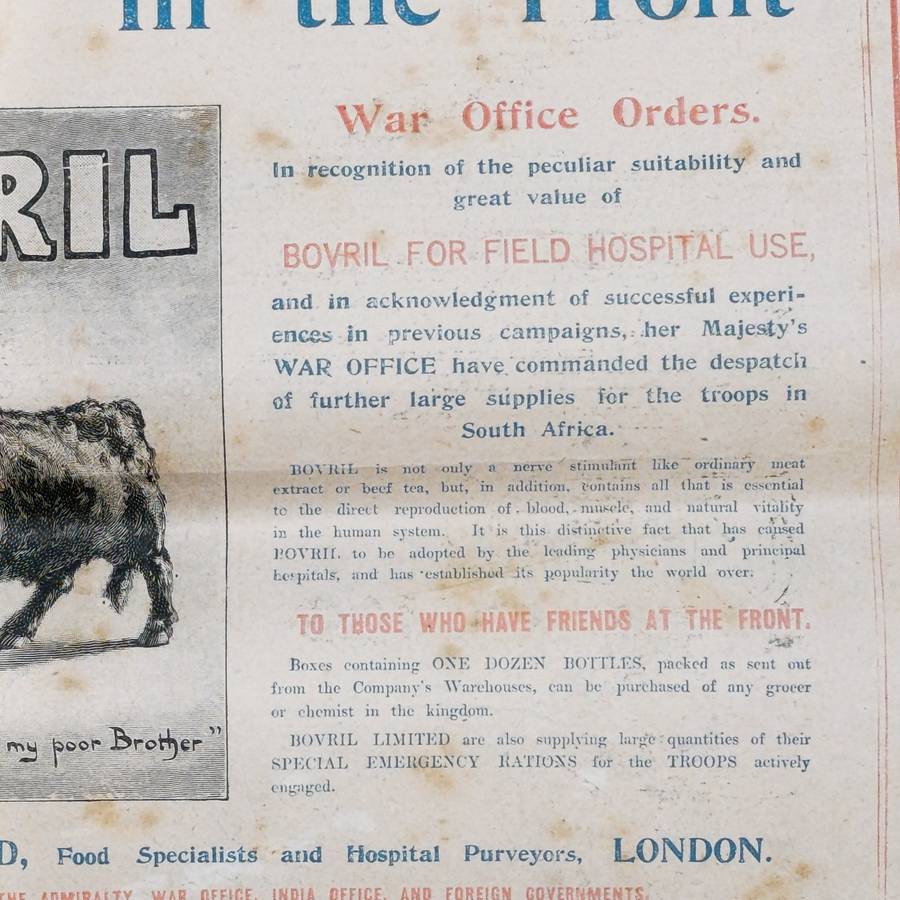 in the Front
War Office Orders.
In recognition of the peculiar suitability and
great value of
BOVRIL FOR FIELD HOSPITAL USE,
and in acknowledgment of successful experi-
ences in previous campaigns, her Majesty's
WAR OFFICE have commanded the despatch
of further large supplies for the troops in
South Africa.
BOVRIL is not only a nerve stimulant like ordinary meat
extract or beef tea, but, in addition, contains all that is essential
to the direct reproduction of blood, muscle, and natural vitality
in the human system. It is this distinctive fact that has caused
BOVRIL to be adopted by the leading physicians and principal
hospitals, and has established its popularity the world over.
TO THOSE WHO HAVE FRIENDS AT THE FRONT.
Boxes containing ONE DOZEN BOTTLES, packed as sent out
from the Company's Warehouses, can be purchased of any grocer
or chemist in the kingdom.
BOVRIL LIMITED are also supplying large quantities of their
SPECIAL EMERGENCY RATIONS for the TROOPS actively
engaged.
RIL
my poor Brother"
D, Food Specialists and Hospital Purveyors, LONDON.
THE ADMIRALTY, WAR OFFICE, INDIA OFFICE, AND FOREIGN GOVERNMENTS.